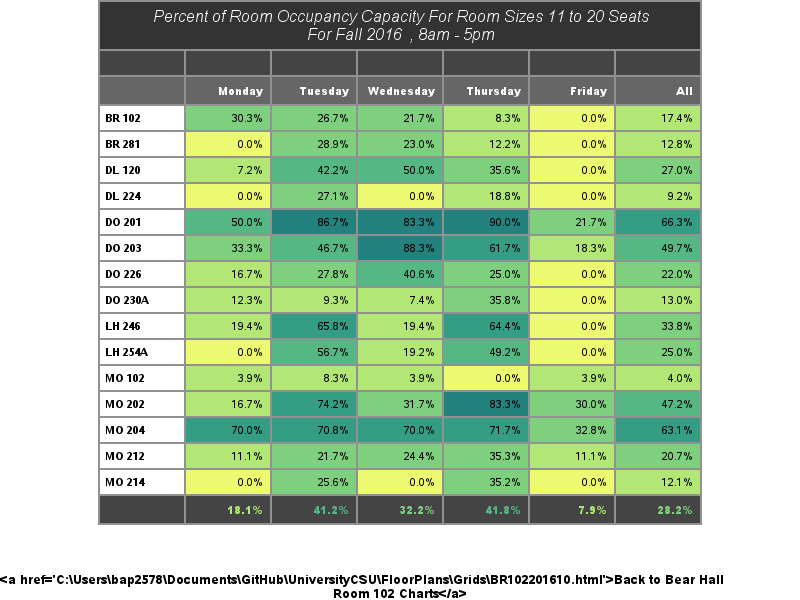 Percent of Room Occupancy Capacity For Room Sizes 11 to 20 Seats
For Fall 2016 , 8am - 5pm
Monday Tuesday Wednesday Thursday Friday All
BR 102 30.3% 26.7% 21.7% 8.3% 0.0% 17.4%
BR 281 0.0% 28.9% 23.0% 12.2% 0.0% 12.8%
DL 120 7.2% 42.2% 50.0% 35.6% 0.0% 27.0%
DL 224 0.0% 27.1% 0.0% 18.8% 0.0% 9.2%
DO 201 50.0% 86.7% 83.3% 90.0% 21.7% 66.3%
DO 203 33.3% 46.7% 88.3% 61.7% 18.3% 49.7%
DO 226 16.7% 27.8% 40.6% 25.0% 0.0% 22.0%
DO 230A 12.3% 9.3% 7.4% 35.8% 0.0% 13.0%
LH 246 19.4% 65.8% 19.4% 64.4% 0.0% 33.8%
LH 254A 0.0% 56.7% 19.2% 49.2% 0.0% 25.0%
MO 102 3.9% 8.3% 3.9% 0.0% 3.9% 4.0%
MO 202 16.7% 74.2% 31.7% 83.3% 30.0% 47.2%
MO 204 70.0% 70.8% 70.0% 71.7% 32.8% 63.1%
MO 212 11.1% 21.7% 24.4% 35.3% 11.1% 20.7%
MO 214 0.0% 25.6% 0.0% 35.2% 0.0% 12.1%
18.1% 41.2% 32.2% 41.8% 7.9% 28.2%
<a href='C:\Users\bap2578\Documents\GitHub\UniversityCSU\FloorPlans\Grids\BR102201610.html'>Back to Bear Hall
Room 102 Charts</a>